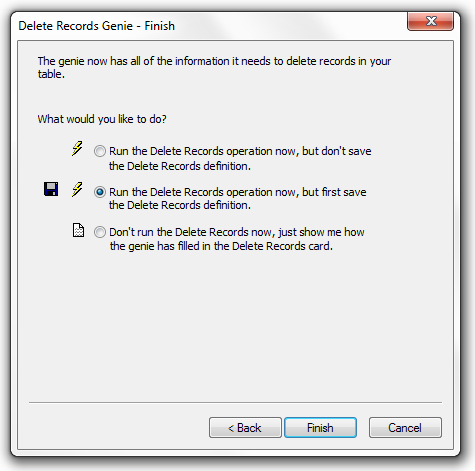 Delete Records Genie - Finish
The genie now has all of the information it needs to delete records in your
table.
What would you like to do?
Run the Delete Records operation now, but don't save
the Delete Records definition.
Run the Delete Records operation now, but first save
the Delete Records definition.
Don't run the Delete Records now, just show me how
the genie has filled in the Delete Records card.
< Back
Finish
Cancel